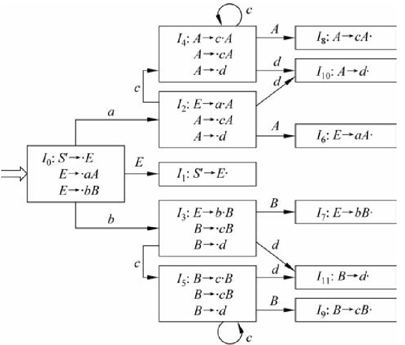 c
I4: A→c·A
A→·cA
A→·d
A
I8: A→cA·
d
I10: A→d·
d
c
I2: E→a·A
A→·cA
A→·d
a
A
I6: E→aA·
I0: S'→·E
E→·aA
E→·bB
E
I1: S'→E·
b
I3: E→b·B
B→·cB
B→·d
B
I7: E→bB·
c
d
I5: B→c·B
B→·cB
B→·d
d
I11: B→d·
B
I9: B→cB·
c